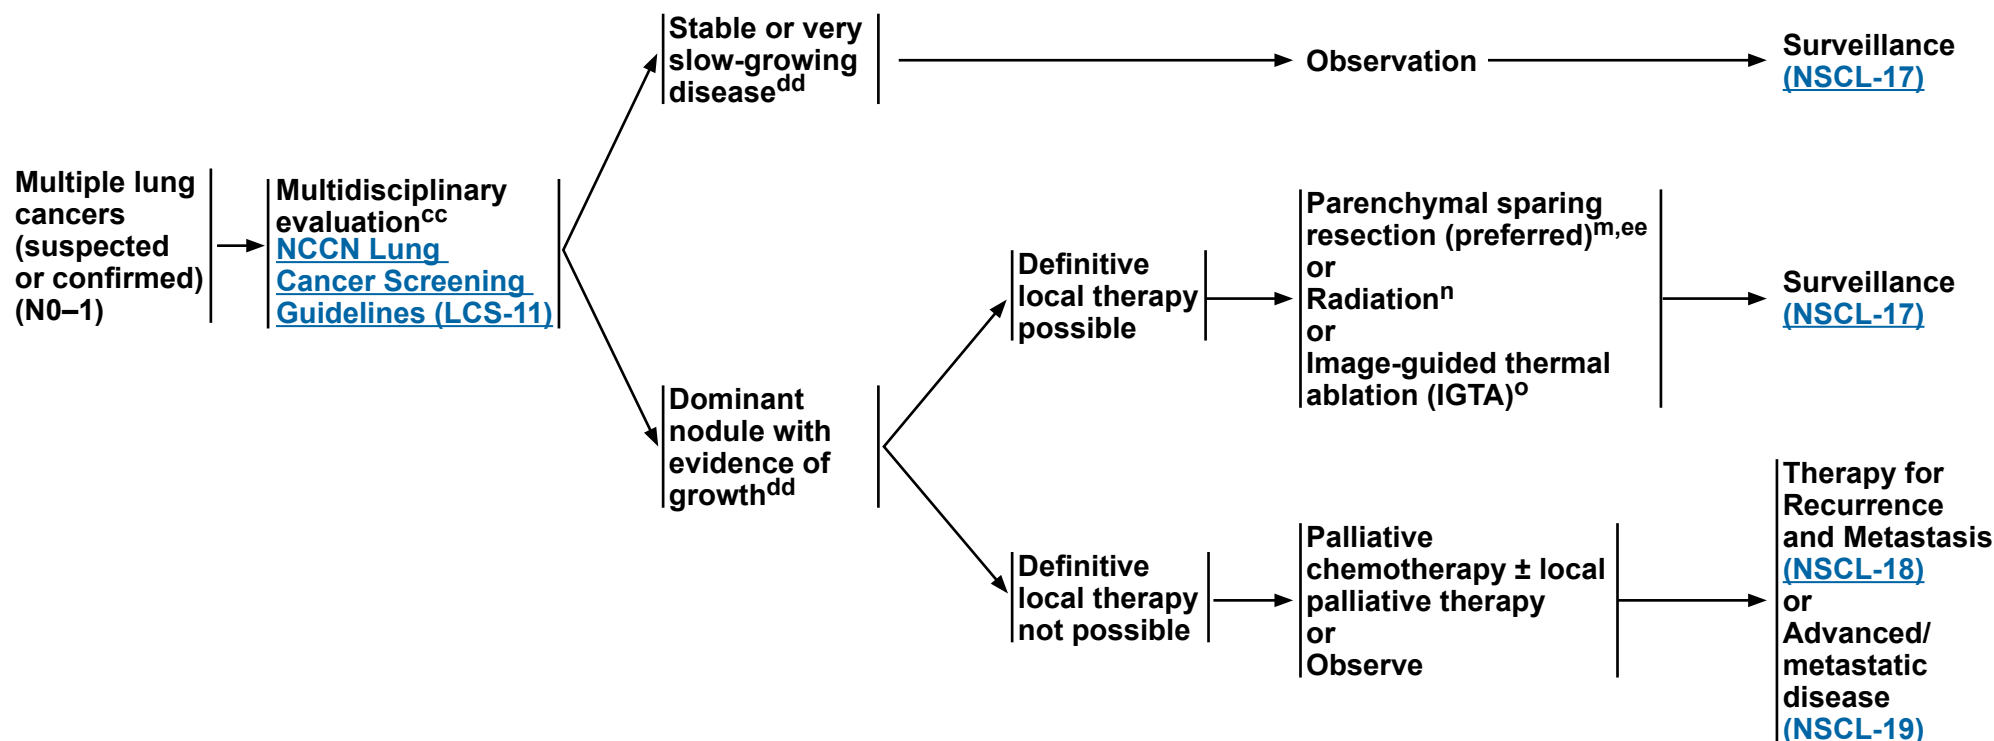 Multiple lung
cancers
(suspected
or confirmed)
(N0–1)
Multidisciplinary
evaluationcc
NCCN Lung
Cancer Screening
Guidelines (LCS-11)
Stable or very
slow-growing
diseasedd
Observation
Surveillance
(NSCL-17)
Dominant
nodule with
evidence of
growthdd
Definitive
local therapy
possible
Parenchymal sparing
resection (preferred)m,ee
or
Radiationn
or
Image-guided thermal
ablation (IGTA)o
Surveillance
(NSCL-17)
Definitive
local therapy
not possible
Palliative
chemotherapy ± local
palliative therapy
or
Observe
Therapy for
Recurrence
and Metastasis
(NSCL-18)
or
Advanced/
metastatic
disease
(NSCL-19)